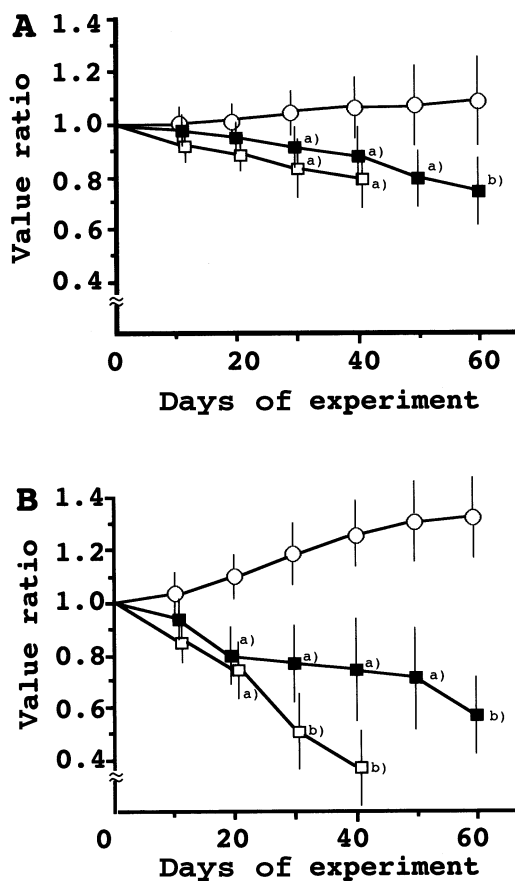 A
1.4
1.2
1.0
0.8
0.6
0.4
Value ratio
a)
a)
a)
a)
b)
0 20 40 60
Days of experiment
B
1.4
1.2
1.0
0.8
0.6
0.4
Value ratio
a)
a)
a)
a)
a)
b)
b)
b)
0 20 40 60
Days of experiment